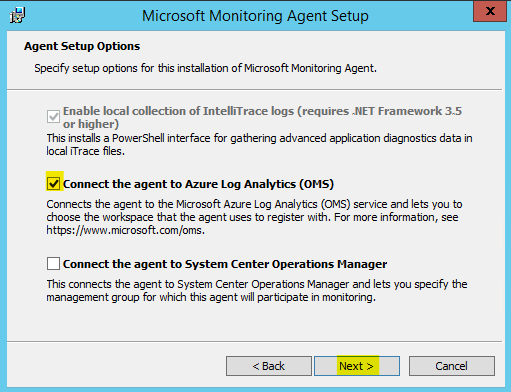 Microsoft Monitoring Agent Setup
x
Agent Setup Options
Specify setup options for this installation of Microsoft Monitoring Agent.
Enable local collection of IntelliTrace logs (requires .NET Framework 3.5
or higher)
This installs a PowerShell interface for gathering advanced application diagnostics data in
local iTrace files.
Connect the agent to Azure Log Analytics (OMS)
Connects the agent to the Microsoft Azure Log Analytics (OMS) service and lets you to
choose the workspace that the agent uses to register with. For more information, see
https://www.microsoft.com/oms.
Connect the agent to System Center Operations Manager
This connects the agent to System Center Operations Manager and lets you specify the
management group for which this agent will participate in monitoring.
< Back
Next >
Cancel